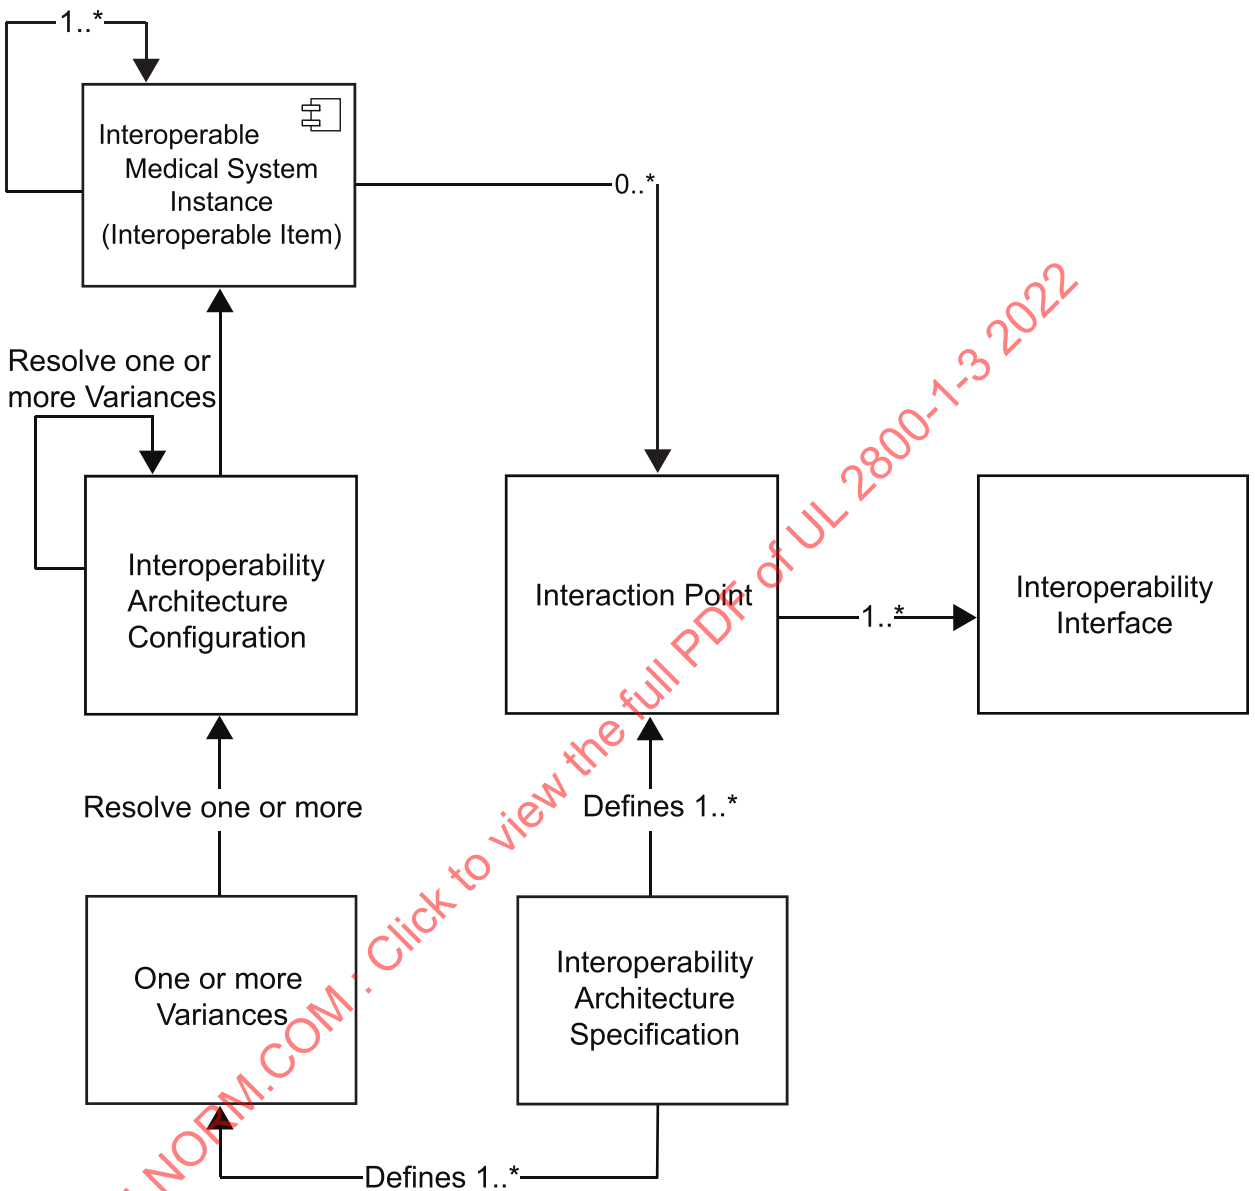 1..*
Interoperable
Medical System
Instance
(Interoperable Item)
0..*
Resolve one or
more Variances
Interoperability
Architecture
Configuration
Interaction Point
1..*
Interoperability
Interface
Resolve one or more
Defines 1..*
One or more
Variances
Interoperability
Architecture
Specification
Defines 1..*
NORM.COM : Click to view the full PDF of UL 2800-1-3 2022